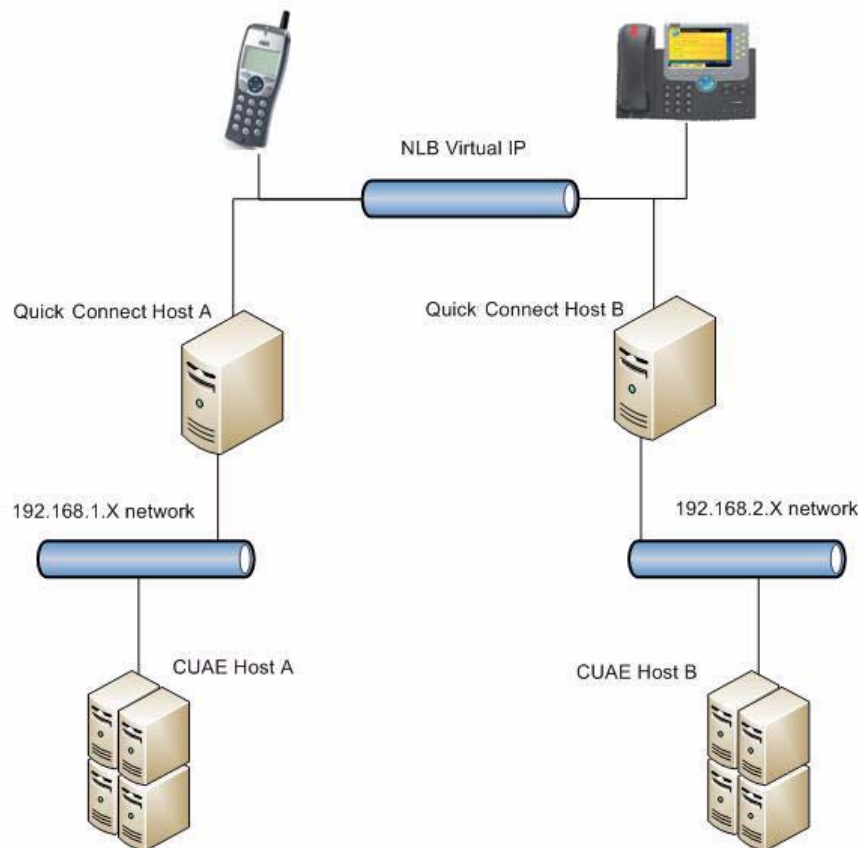 NLB Virtual IP
Quick Connect Host A
Quick Connect Host B
192.168.1.X network
192.168.2.X network
CUAE Host A
CUAE Host B